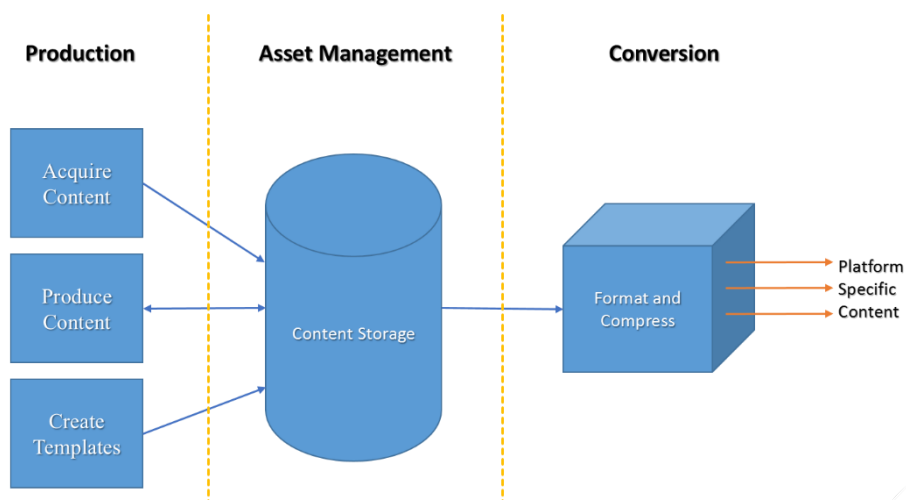 Production
Asset Management
Conversion
Acquire
Content
Produce
Content
Create
Templates
Content Storage
Format and
Compress
Platform
Specific
Content